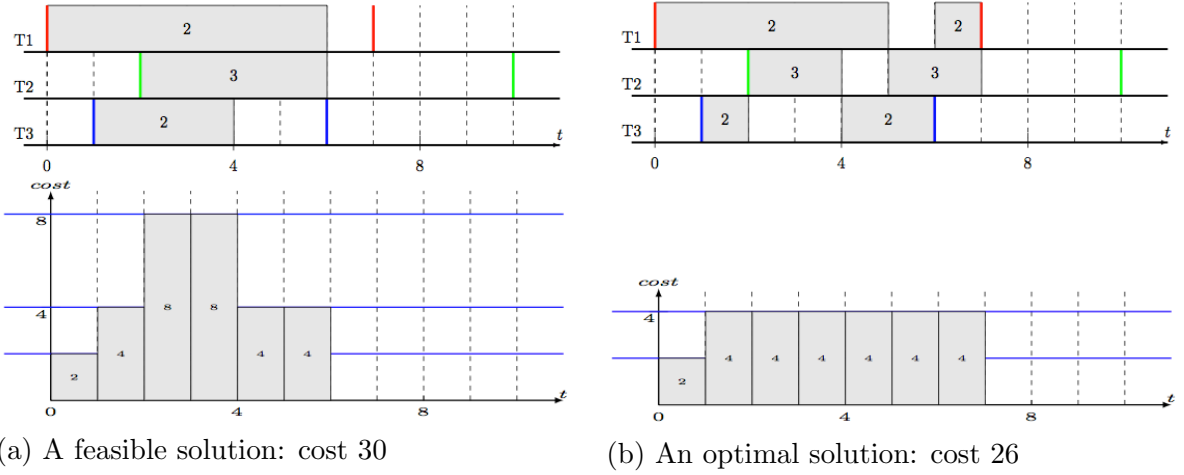 T1 2
T2 3
T3 2 t
0 4 8
cost
8
4
2 4 8 8 4 4
0 4 8 t
(a) A feasible solution: cost 30
T1 2 2
T2 3 3
T3 2 2 t
0 4 8
cost
4
2 4 4 4 4 4 4
0 4 8 t
(b) An optimal solution: cost 26